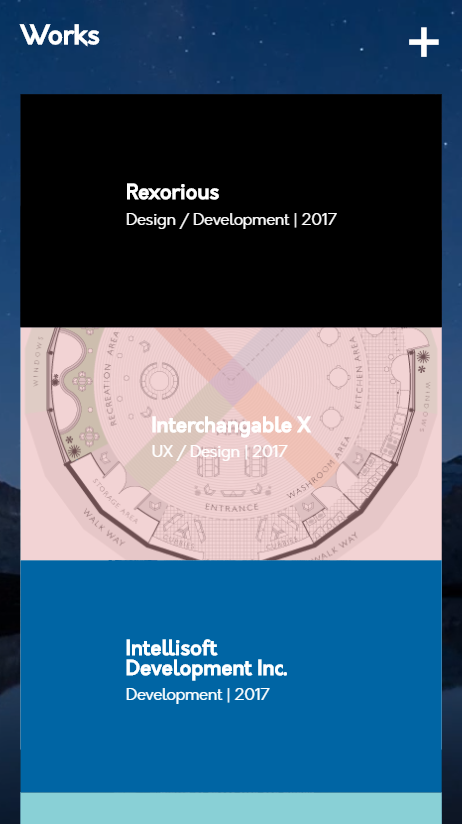 Works
Rexorious
Design / Development | 2017
WINDOWS
RECREATION AREA
KITCHEN AREA
WINDOWS
Interchangable X
UX / Design | 2017
WASHROOM AREA
STORAGE AREA
ENTRANCE
WALK WAY
WALK WAY
CUBBIES
Intellisoft
Development Inc.
Development | 2017